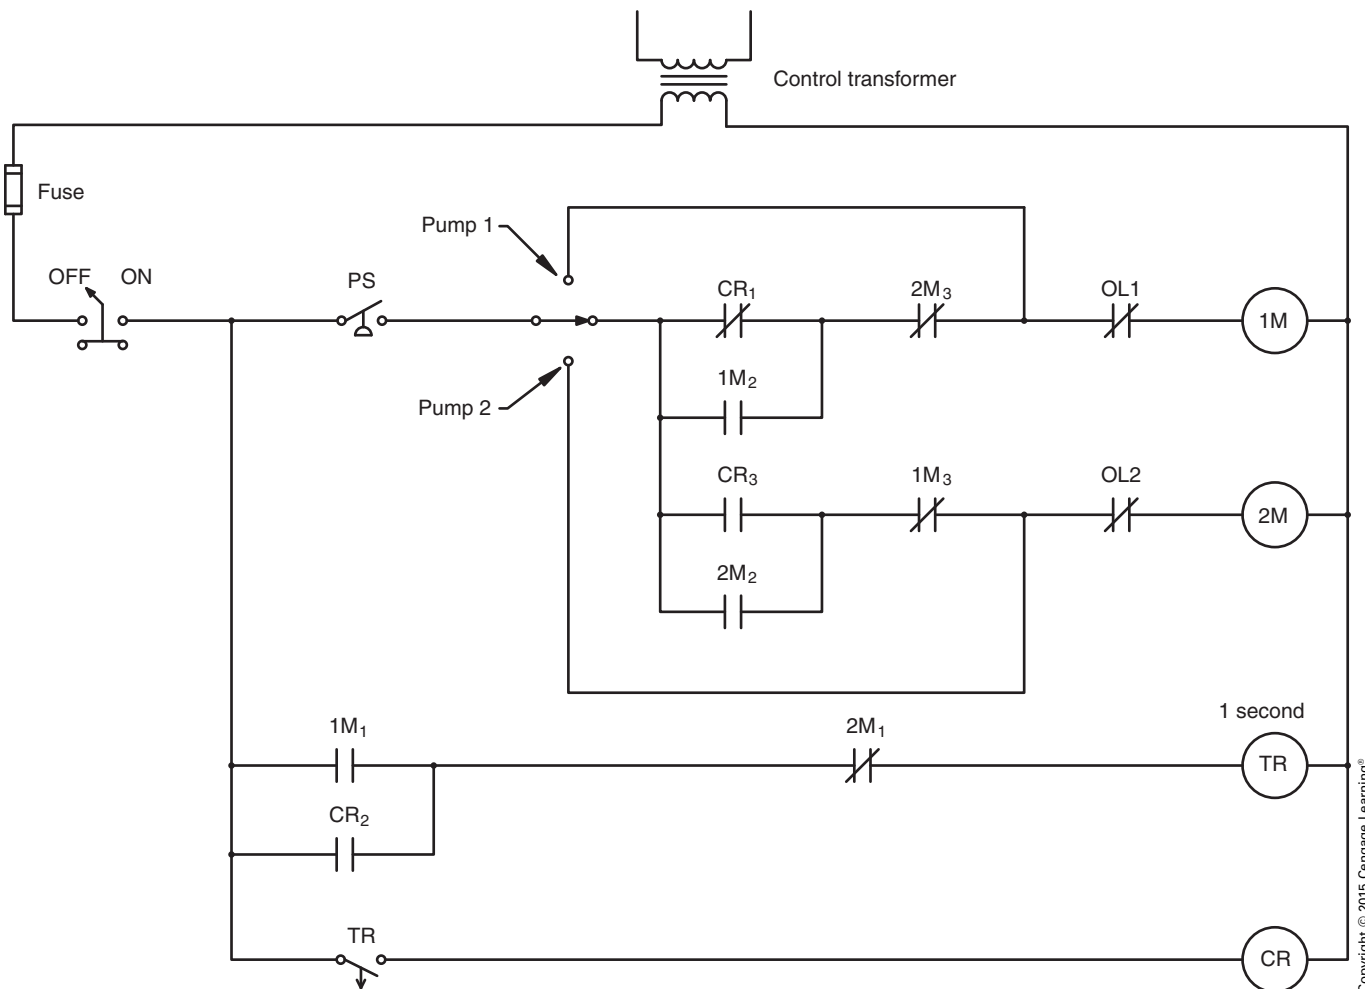 Control transformer
Fuse
Pump 1
OFF ON
PS
CR1
2M3
OL1
1M
1M2
Pump 2
CR3
1M3
OL2
2M
2M2
1 second
1M1
2M1
TR
CR2
TR
CR
Copyright © 2015 Cengage Learning®